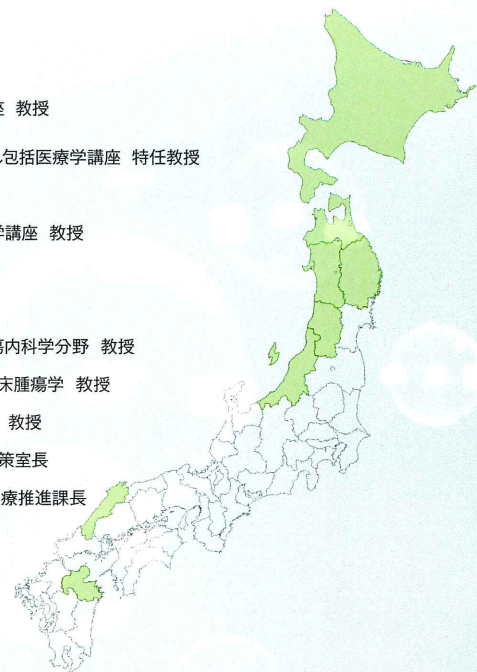 座 教授
包括医療学講座 特任教授
学講座 教授
瘍内科学分野 教授
床腫瘍学 教授
教授
策室長
療推進課長